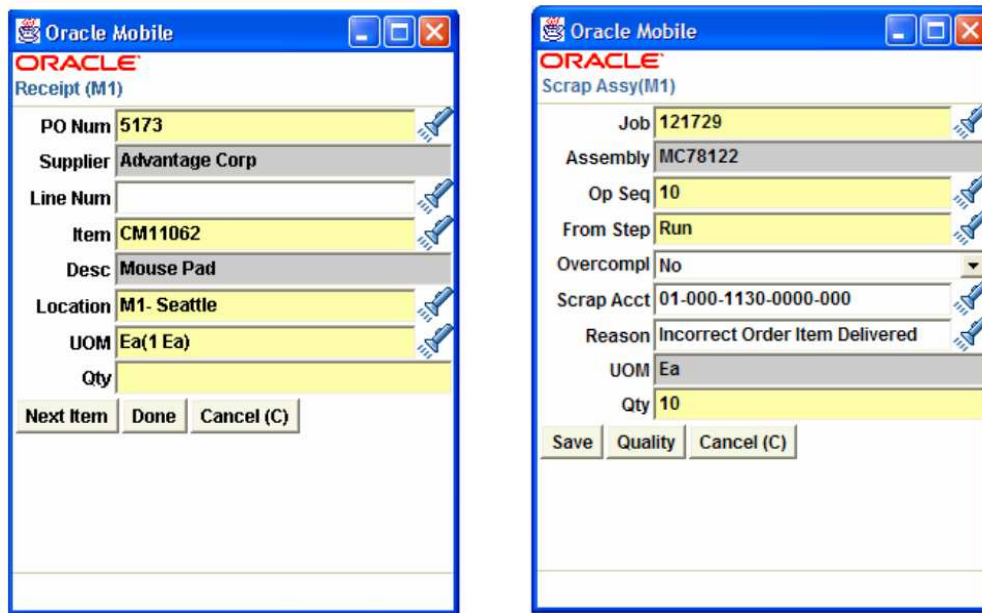 Oracle Mobile
ORACLE
Receipt (M1)
PO Num 5173
Supplier Advantage Corp
Line Num
Item CM11062
Desc Mouse Pad
Location M1- Seattle
UOM Ea(1 Ea)
Qty
Next Item Done Cancel (C)
Oracle Mobile
ORACLE
Scrap Assy(M1)
Job 121729
Assembly MC78122
Op Seq 10
From Step Run
Overcompl No
Scrap Acct 01-000-1130-0000-000
Reason Incorrect Order Item Delivered
UOM Ea
Qty 10
Save Quality Cancel (C)